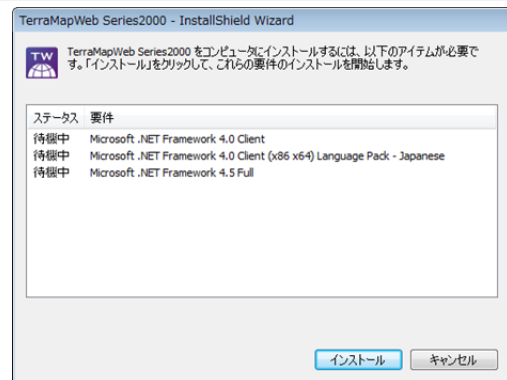 TerraMapWeb Series2000 - InstallShield Wizard
TW
TerraMapWeb Series2000 をコンピュータにインストールするには、以下のアイテムが必要で
す。「インストール」をクリックして、これらの要件のインストールを開始します。
ステータス 要件
待機中 Microsoft .NET Framework 4.0 Client
待機中 Microsoft .NET Framework 4.0 Client (x86 x64) Language Pack - Japanese
待機中 Microsoft .NET Framework 4.5 Full
インストール キャンセル